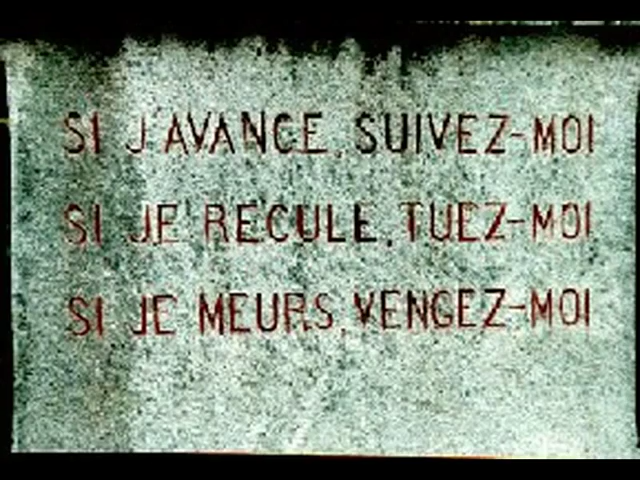 SI J'AVANCE, SUIVEZ-MOI
SI JE RECULE, TUEZ-MOI
SI JE MEURS, VENGEZ-MOI